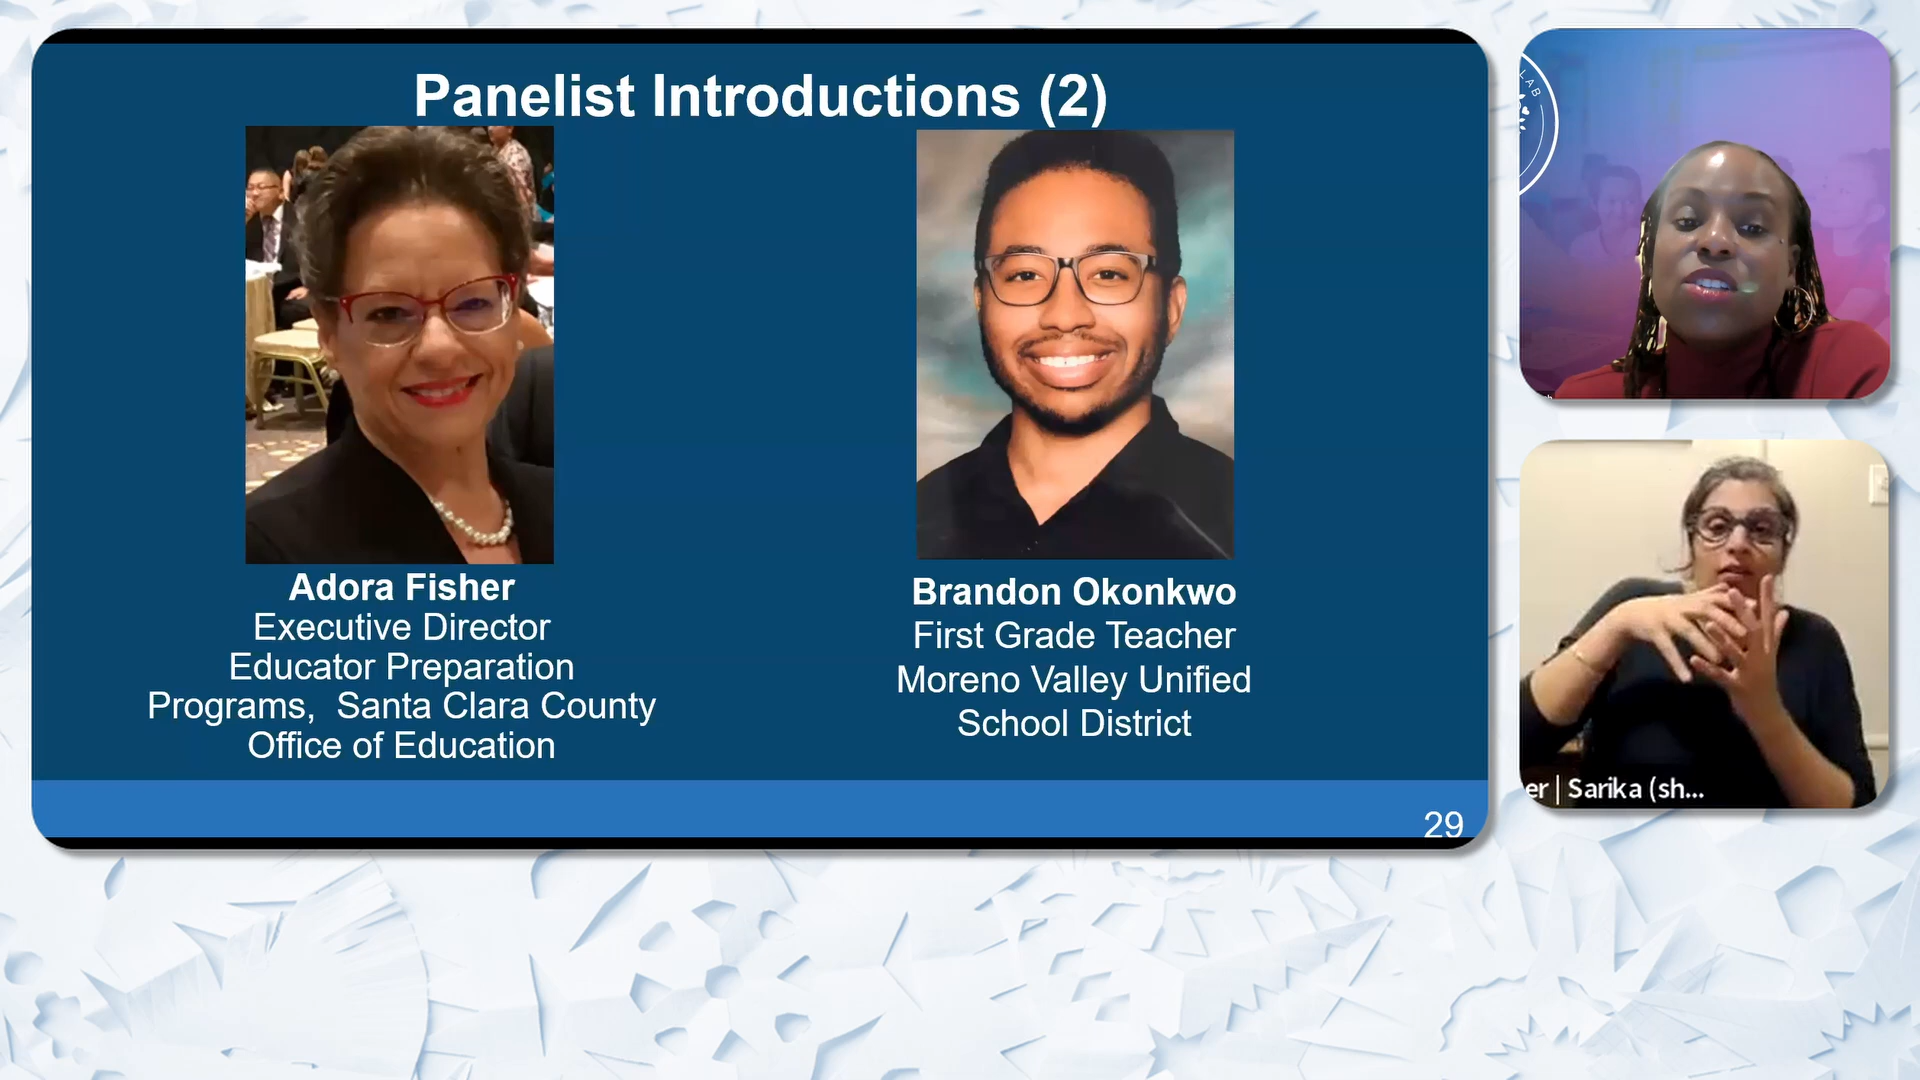 Panelist Introductions (2)
Adora Fisher
Executive Director
Educator Preparation
Programs,  Santa Clara County
Office of Education
Brandon Okonkwo
First Grade Teacher
Moreno Valley Unified
School District
29
LAB
er | Sarika (sh...